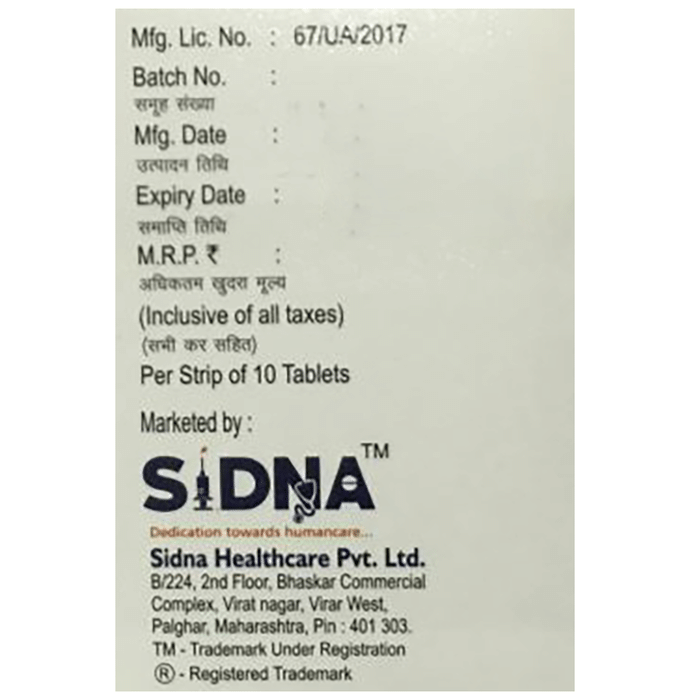 Mfg. Lic. No. : 67/UA/2017
Batch No. :
समूह संख्या
Mfg. Date :
उत्पादन तिथि
Expiry Date :
समाप्ति तिथि
M.R.P. ₹ :
अधिकतम खुदरा मूल्य
(Inclusive of all taxes)
(सभी कर सहित)
Per Strip of 10 Tablets
Marketed by :
SiDNA™
Dedication towards humancare...
Sidna Healthcare Pvt. Ltd.
B/224, 2nd Floor, Bhaskar Commercial
Complex, Virat nagar, Virar West,
Palghar, Maharashtra, Pin : 401 303.
TM - Trademark Under Registration
® - Registered Trademark